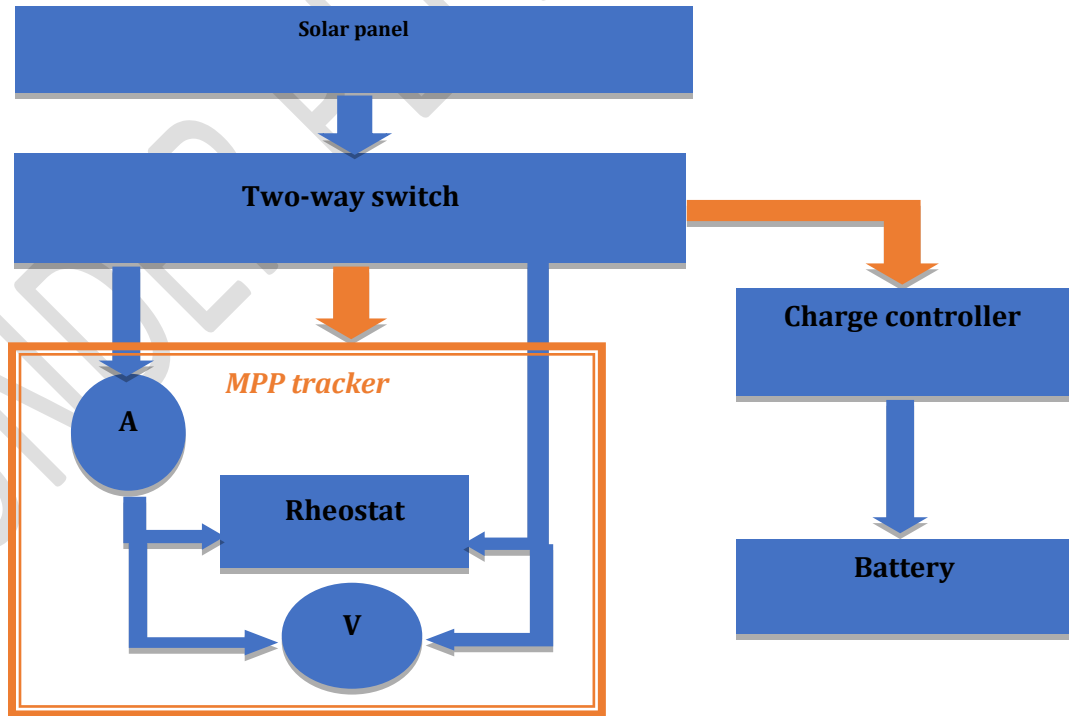 Solar panel
Two-way switch
Charge controller
MPP tracker
A
Rheostat
Battery
V